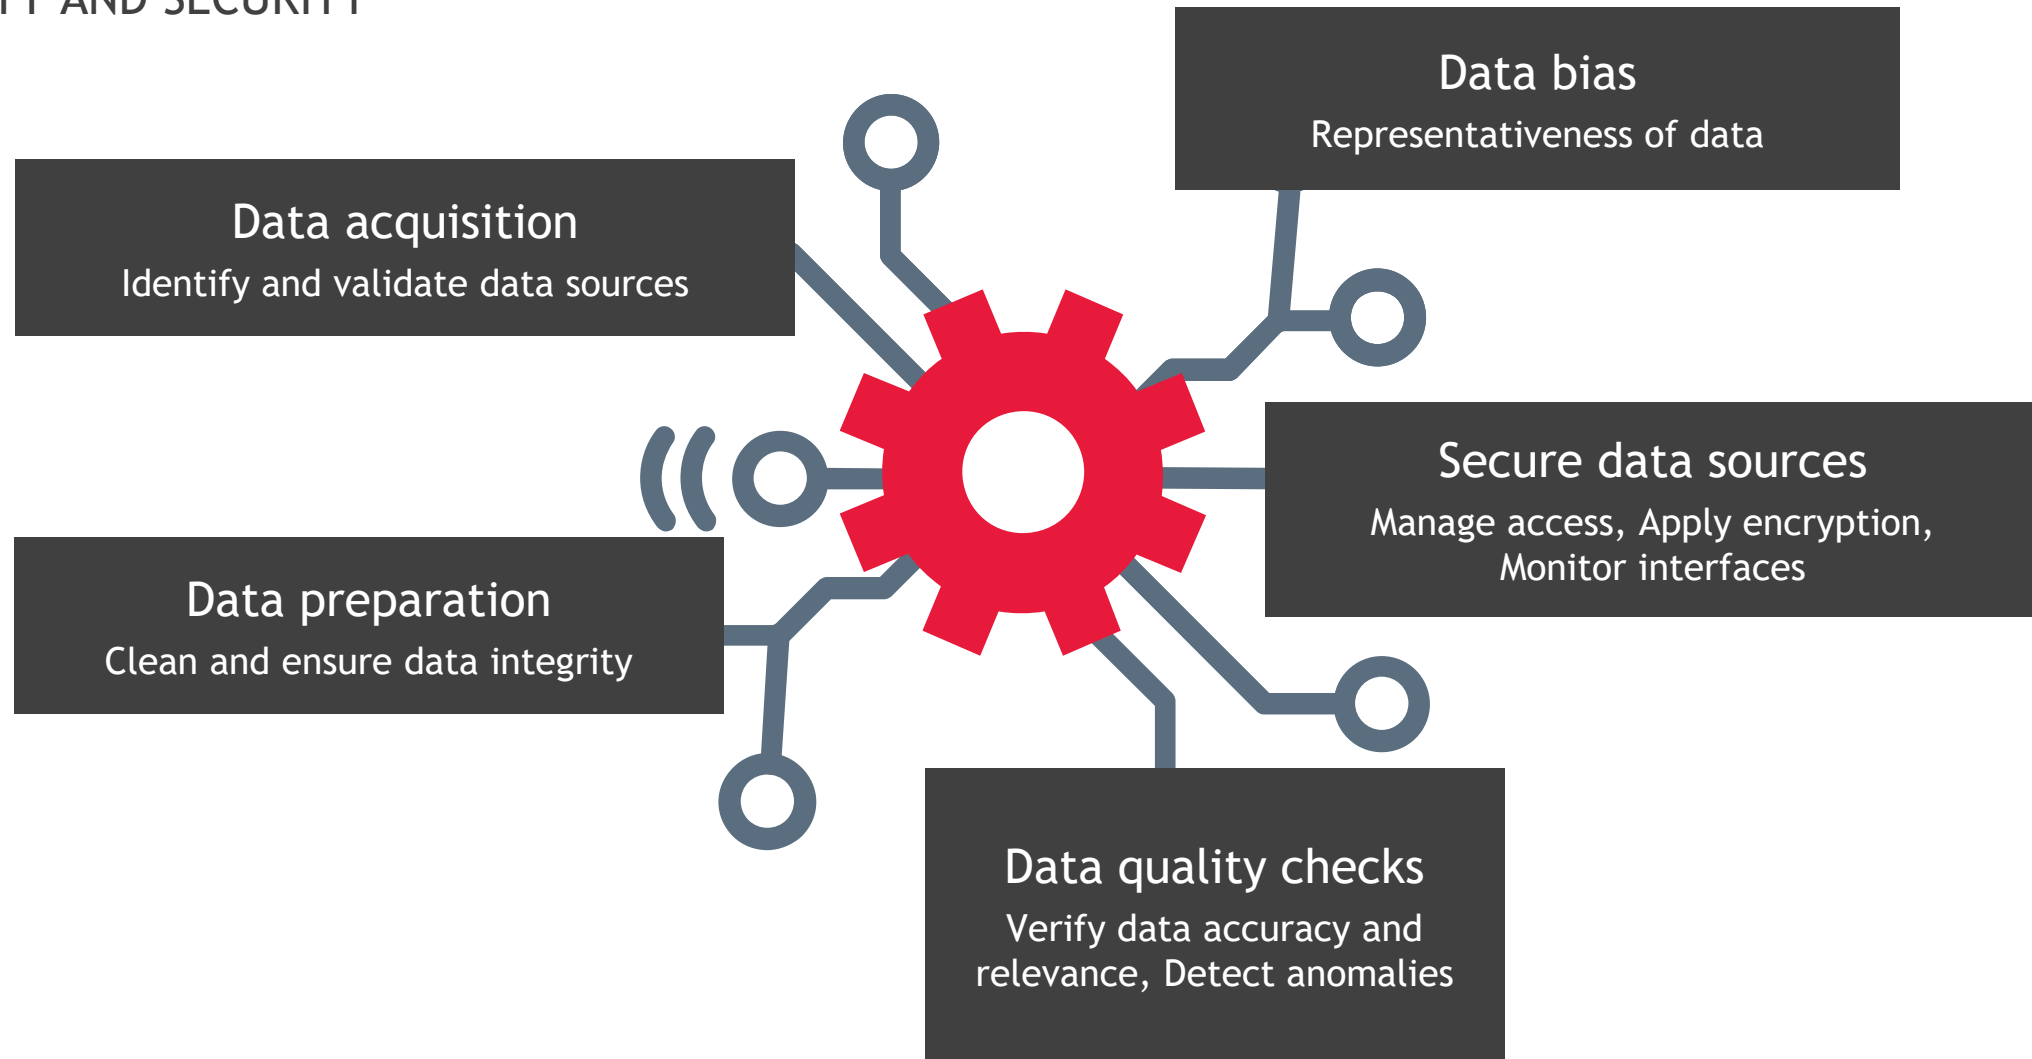 AND SECURITY
Data bias
Representativeness of data
Data acquisition
Identify and validate data sources
Secure data sources
Manage access, Apply encryption,
Monitor interfaces
Data preparation
Clean and ensure data integrity
Data quality checks
Verify data accuracy and
relevance, Detect anomalies